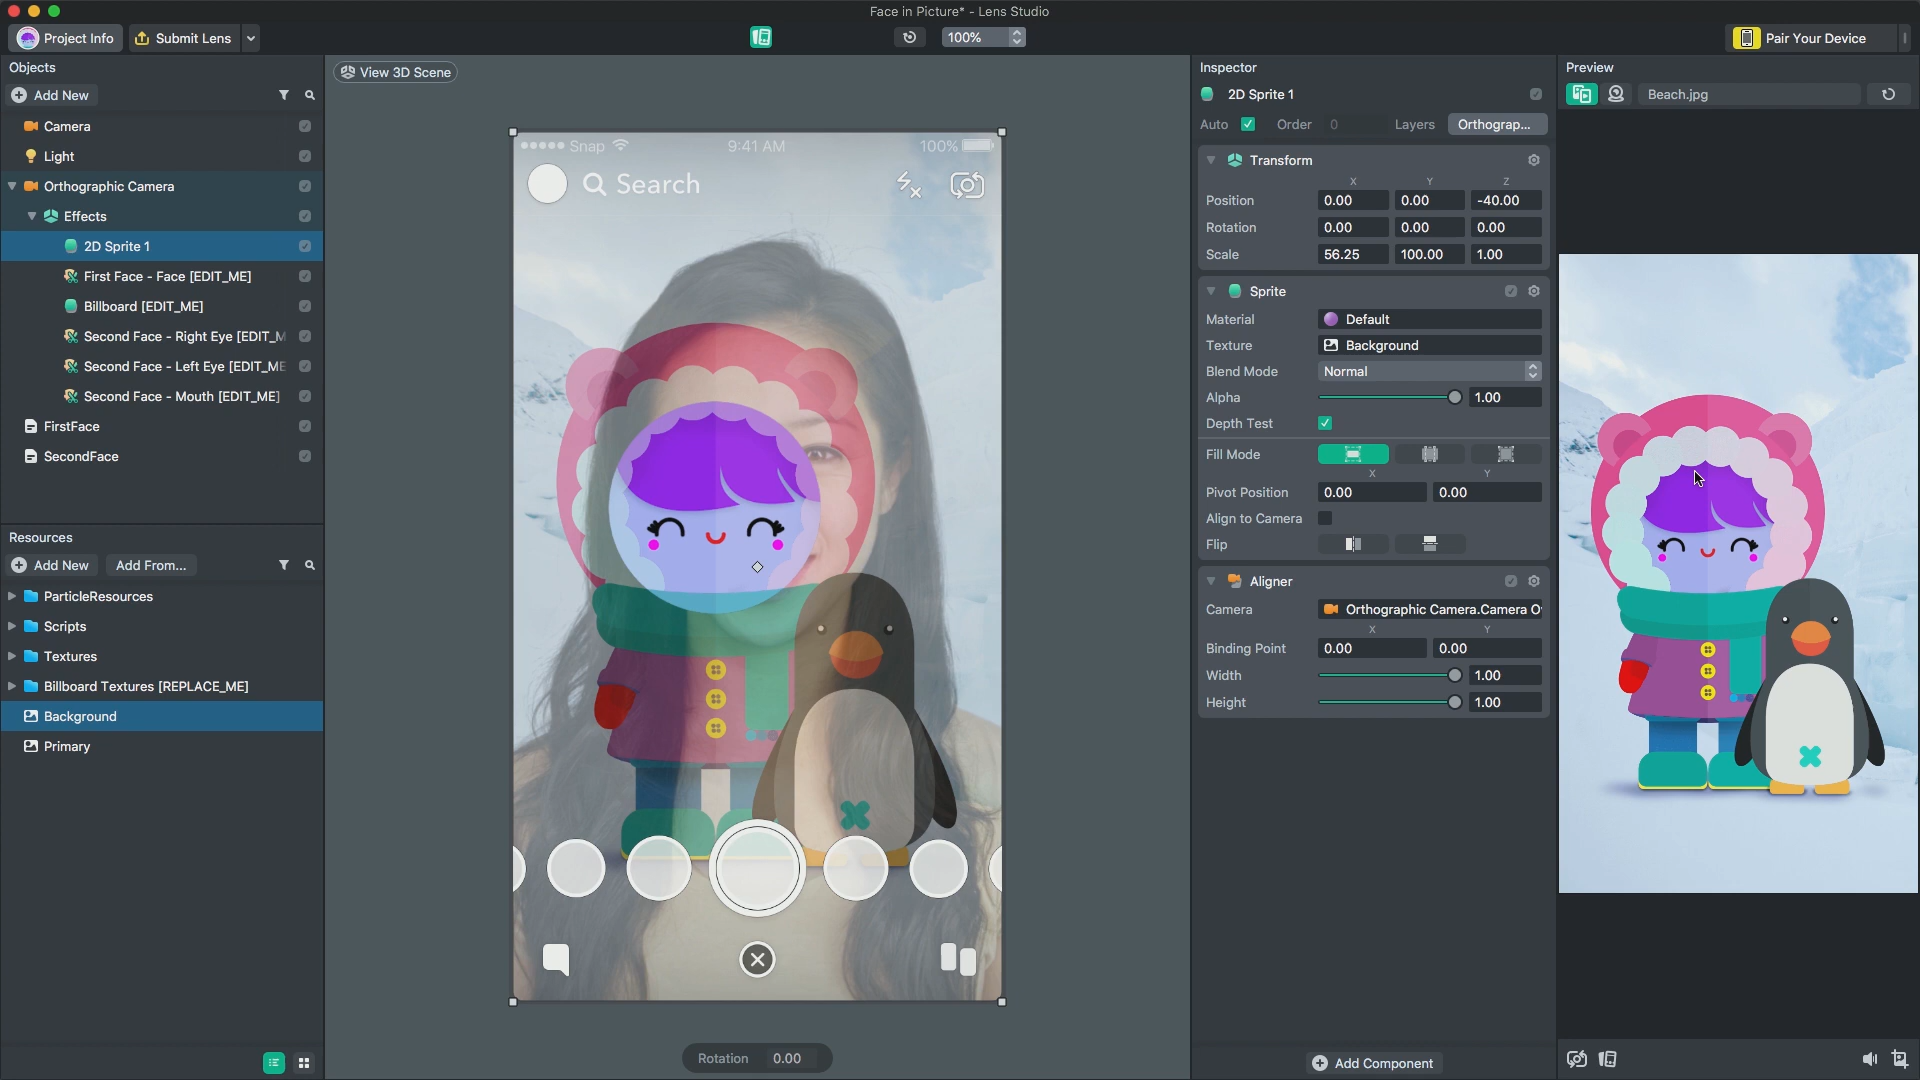 Face in Picture* - Lens Studio
Project Info
Submit Lens
100%
Pair Your Device
Objects
Add New
Camera
Light
Orthographic Camera
Effects
2D Sprite 1
First Face - Face [EDIT_ME]
Billboard [EDIT_ME]
Second Face - Right Eye [EDIT_M
Second Face - Left Eye [EDIT_ME
Second Face - Mouth [EDIT_ME]
FirstFace
SecondFace
Resources
Add New
Add From...
ParticleResources
Scripts
Textures
Billboard Textures [REPLACE_ME]
Background
Primary
View 3D Scene
Snap
9:41 AM
100%
Search
Rotation 0.00
Inspector
2D Sprite 1
Auto Order 0 Layers Orthograp...
Transform
X Y Z
Position 0.00 0.00 -40.00
Rotation 0.00 0.00 0.00
Scale 56.25 100.00 1.00
Sprite
Material Default
Texture Background
Blend Mode Normal
Alpha 1.00
Depth Test
Fill Mode
X Y
Pivot Position 0.00 0.00
Align to Camera
Flip
Aligner
Camera Orthographic Camera.Camera O
X Y
Binding Point 0.00 0.00
Width 1.00
Height 1.00
Add Component
Preview
Beach.jpg